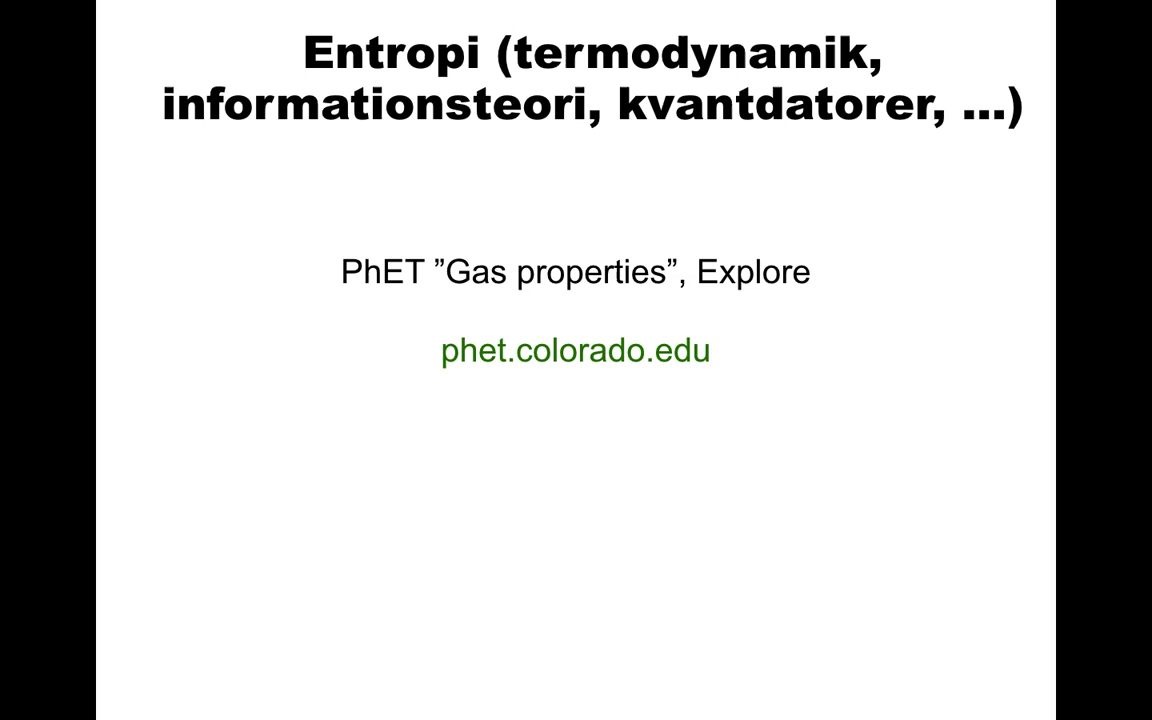 Entropi (termodynamik,
informationsteori, kvantdatorer, ...)
PhET ”Gas properties”, Explore
phet.colorado.edu